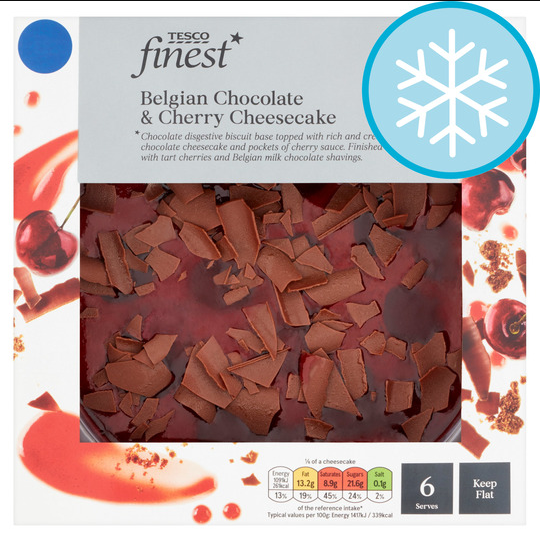 TESCO
finest*
Belgian Chocolate
& Cherry Cheesecake
*Chocolate disgestive biscuit base topped with rich and cre
chocolate cheesecake and pockets of cherry sauce. Finished
with tart cherries and Belgian milk chocolate shavings.
⅙ of a cheesecake
Energy Fat Saturates Sugars Salt
1091kJ 13.2g 8.9g 21.6g 0.1g
261kcal
13% 19% 45% 24% 2%
of the reference intake*
Typical values per 100g: Energy 1417kJ / 339kcal
6
Serves
Keep
Flat